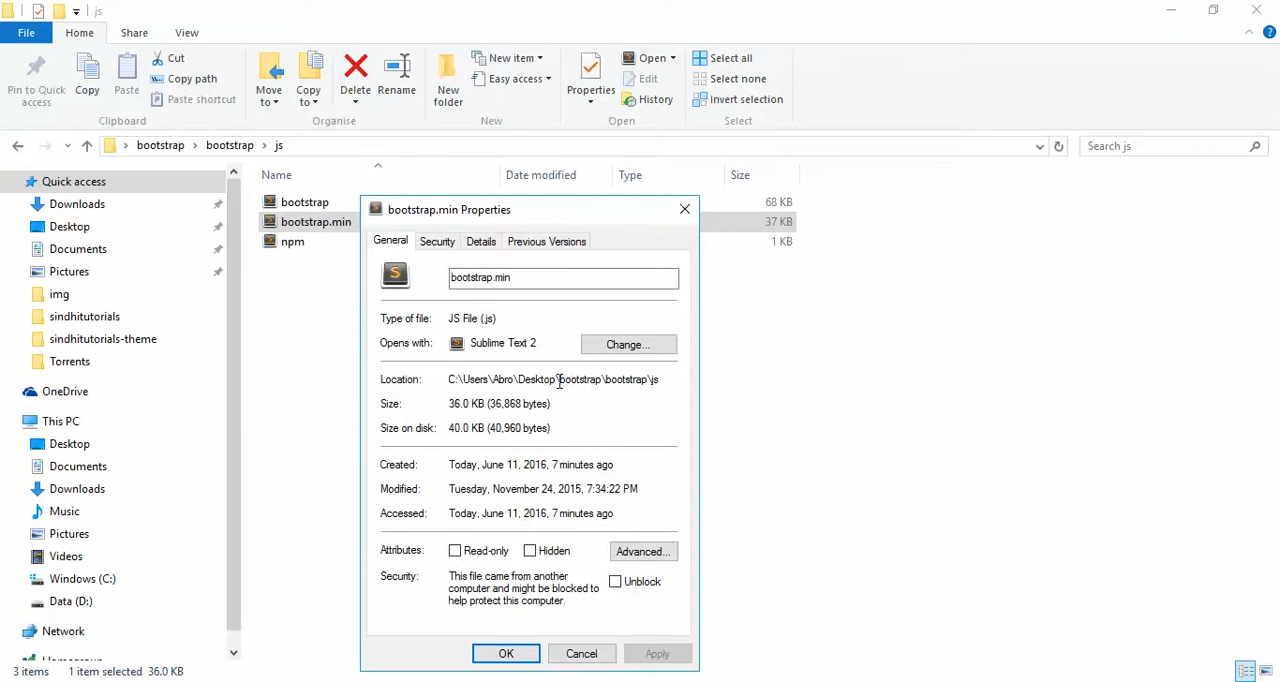 js
File Home Share View
Pin to Quick access
Copy
Paste
Cut
Copy path
Paste shortcut
Clipboard
Move to
Copy to
Delete
Rename
Organise
New folder
New item
Easy access
New
Properties
Open
Edit
History
Open
Select all
Select none
Invert selection
Select
bootstrap › bootstrap › js
Search js
Quick access
Downloads
Desktop
Documents
Pictures
img
sindhitutorials
sindhitutorials-theme
Torrents
OneDrive
This PC
Desktop
Documents
Downloads
Music
Pictures
Videos
Windows (C:)
Data (D:)
Network
Homegroup
Name Date modified Type Size
bootstrap 68 KB
bootstrap.min 37 KB
npm 1 KB
bootstrap.min Properties
General Security Details Previous Versions
S
bootstrap.min
Type of file: JS File (.js)
Opens with: Sublime Text 2 Change...
Location: C:\Users\Abro\Desktop\bootstrap\bootstrap\js
Size: 36.0 KB (36,868 bytes)
Size on disk: 40.0 KB (40,960 bytes)
Created: Today, June 11, 2016, 7 minutes ago
Modified: Tuesday, November 24, 2015, 7:34:22 PM
Accessed: Today, June 11, 2016, 7 minutes ago
Attributes: Read-only Hidden Advanced...
Security: This file came from another
computer and might be blocked to
help protect this computer.
Unblock
OK Cancel Apply
3 items 1 item selected 36.0 KB